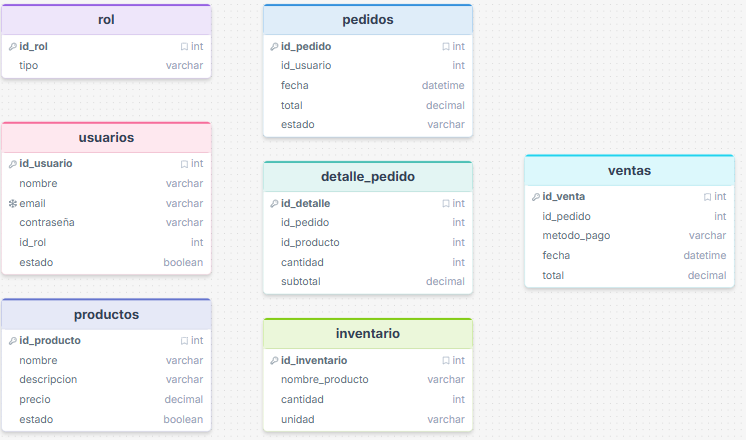 rol
id_rol int
tipo varchar
usuarios
id_usuario int
nombre varchar
email varchar
contraseña varchar
id_rol int
estado boolean
productos
id_producto int
nombre varchar
descripcion varchar
precio decimal
estado boolean
pedidos
id_pedido int
id_usuario int
fecha datetime
total decimal
estado varchar
detalle_pedido
id_detalle int
id_pedido int
id_producto int
cantidad int
subtotal decimal
inventario
id_inventario int
nombre_producto varchar
cantidad int
unidad varchar
ventas
id_venta int
id_pedido int
metodo_pago varchar
fecha datetime
total decimal